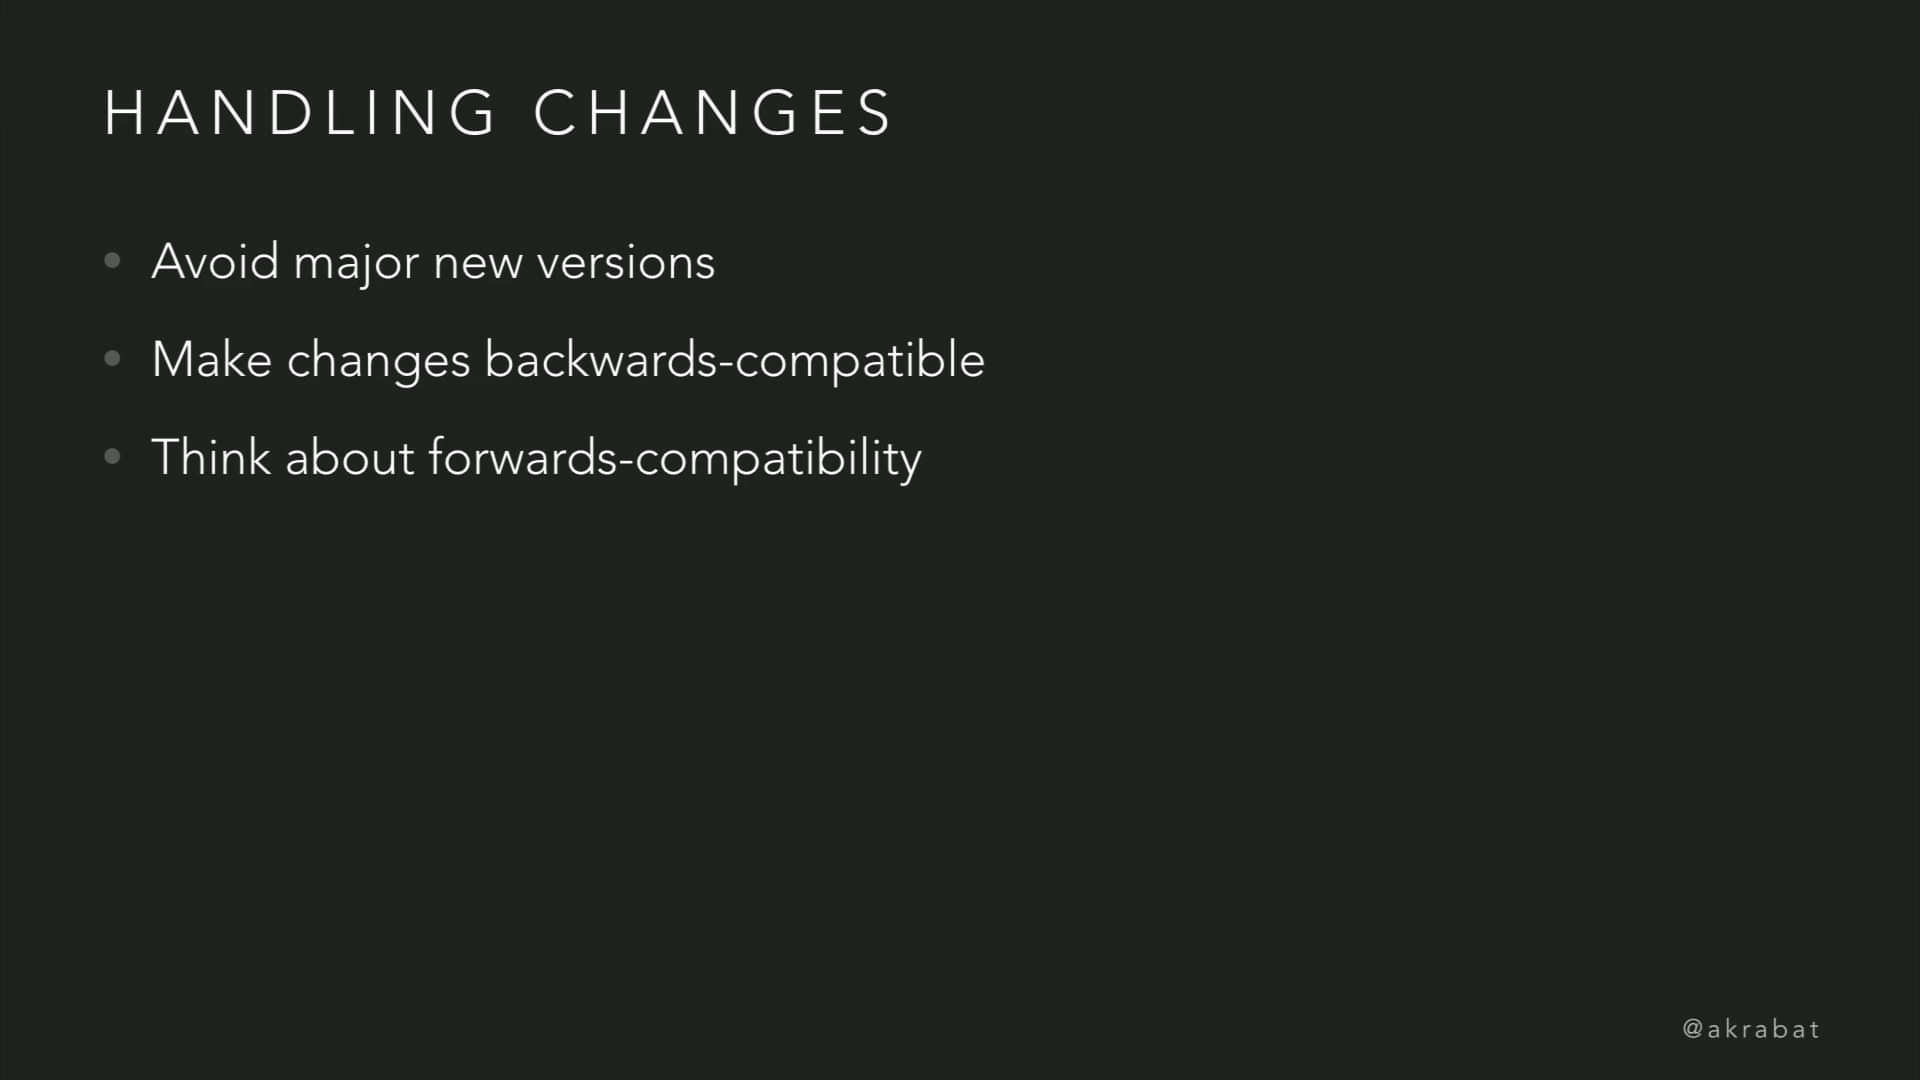 HANDLING CHANGES
• Avoid major new versions
• Make changes backwards-compatible
• Think about forwards-compatibility
@akrabat